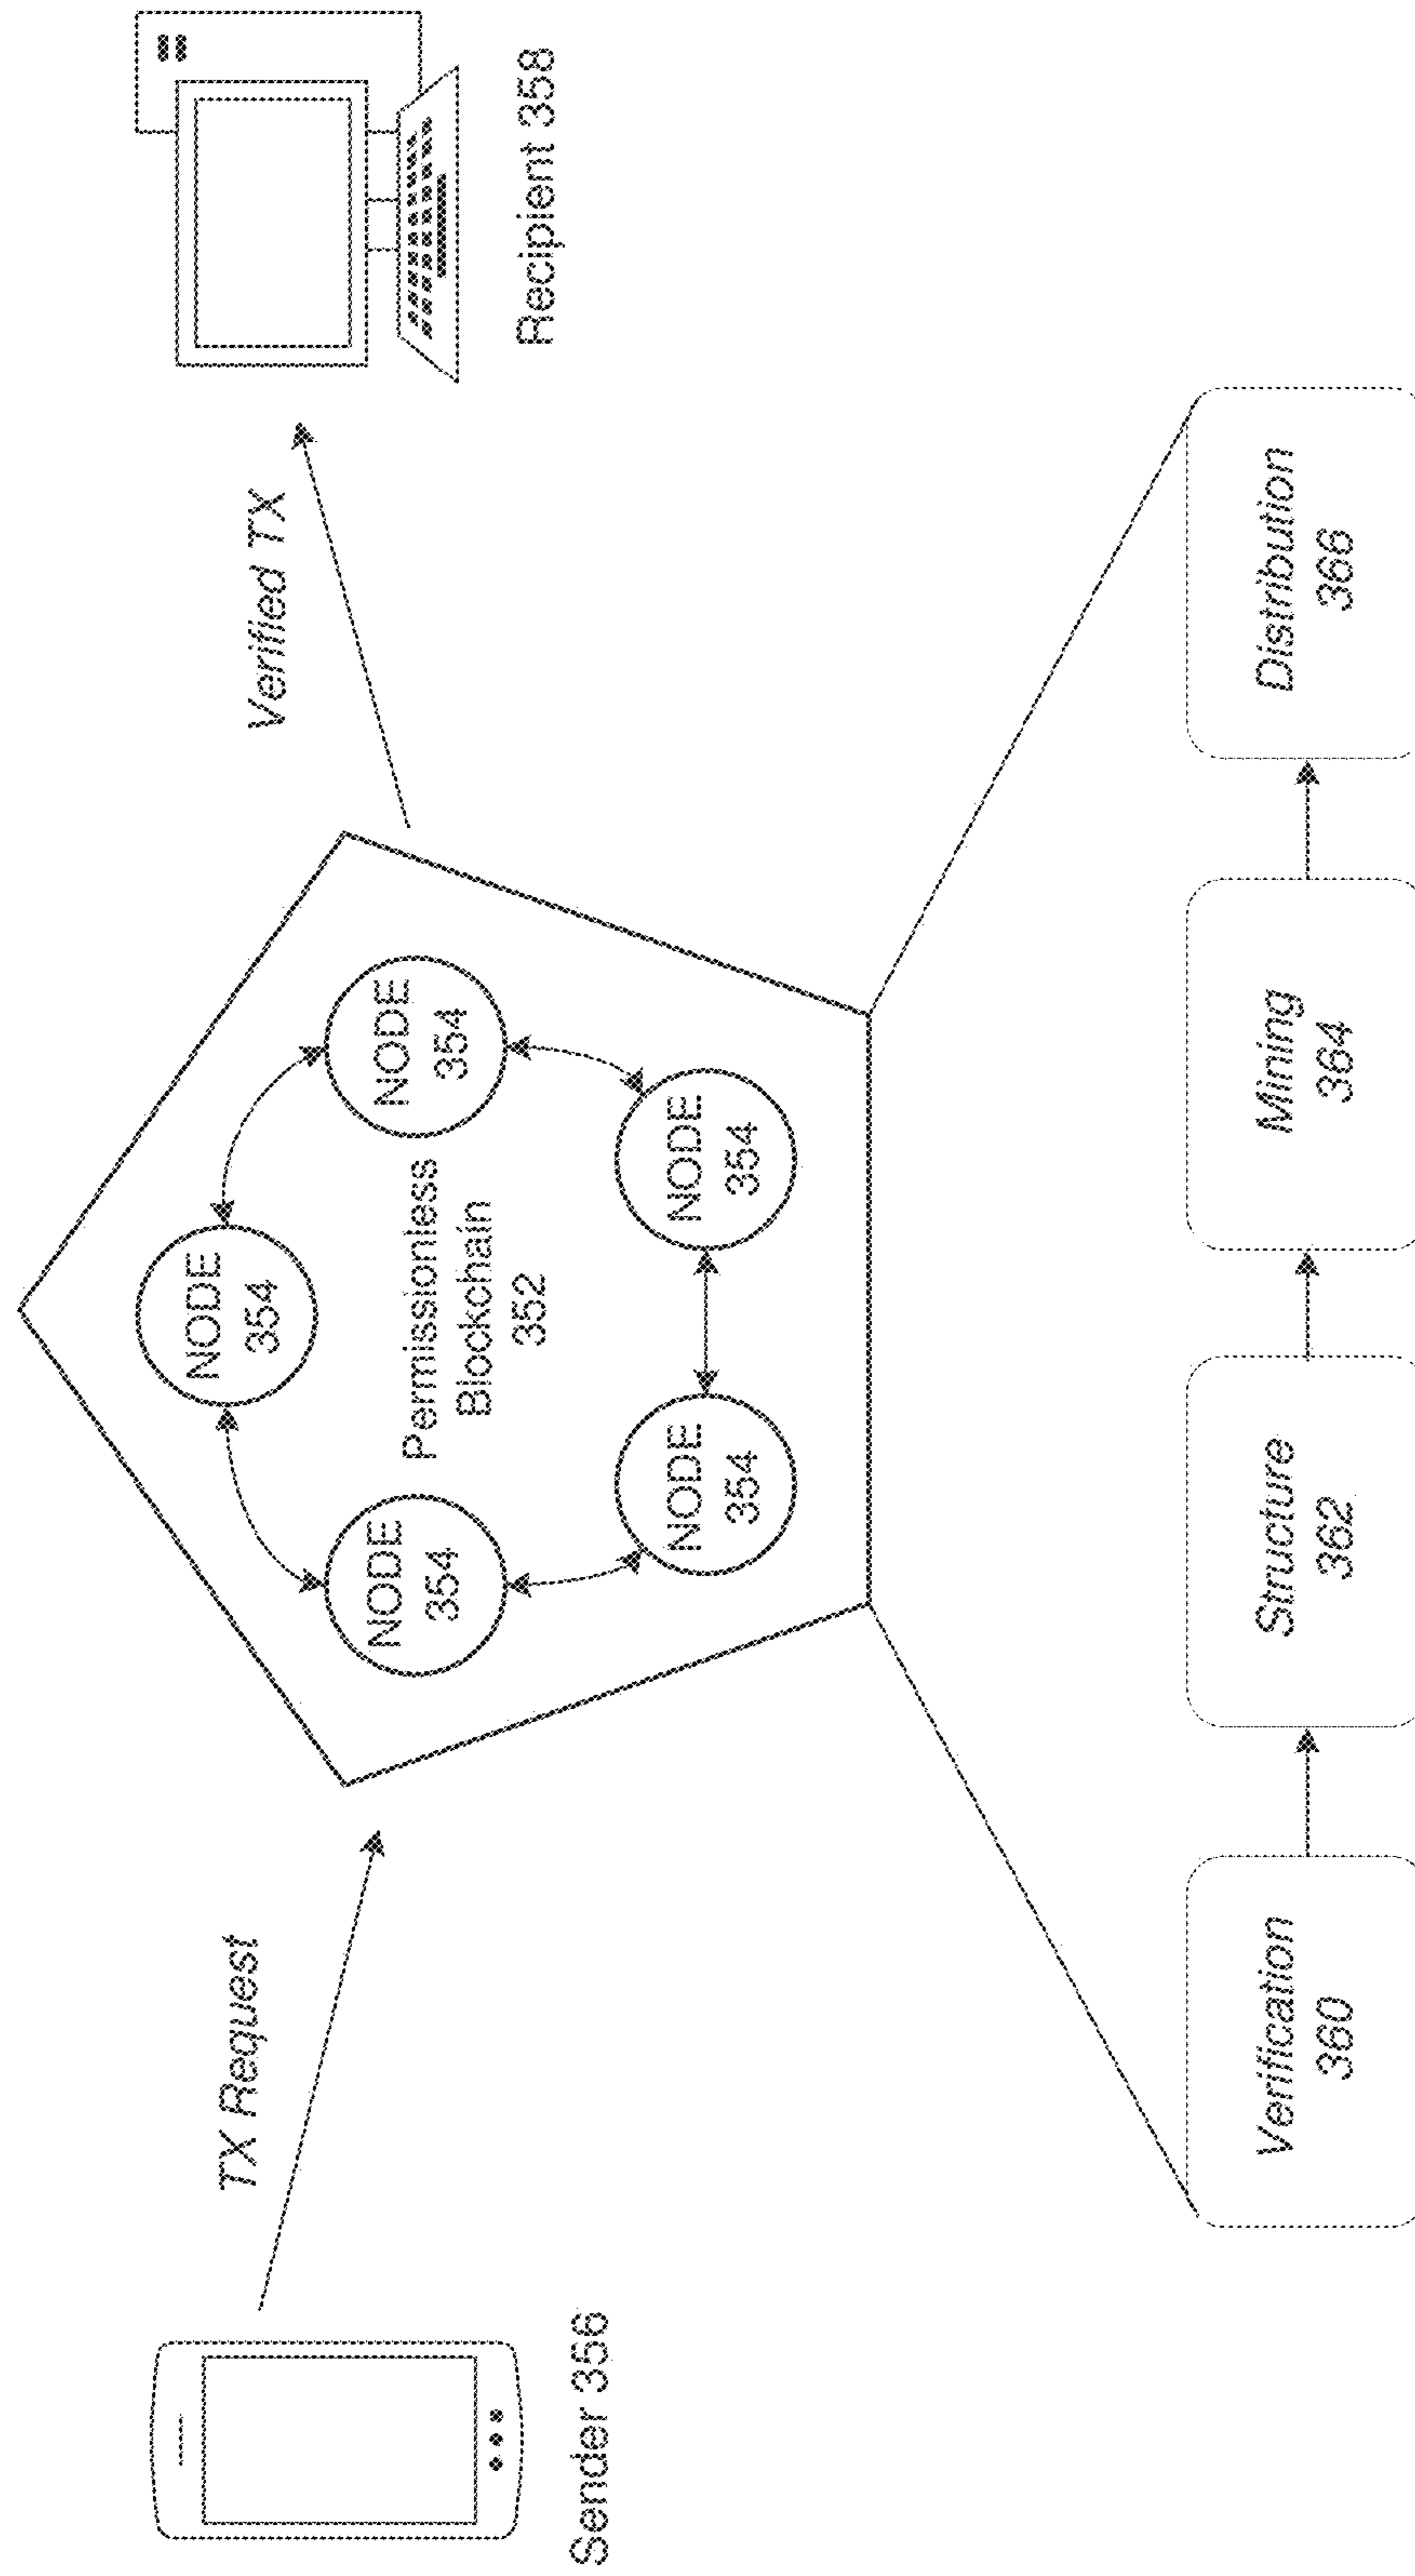 TX Request
Verified TX
Sender 356
Recipient 358
NODE
354
NODE
354
NODE
354
Permissionless
Blockchain
352
NODE
354
NODE
354
Verification
360
Structure
362
Mining
364
Distribution
366